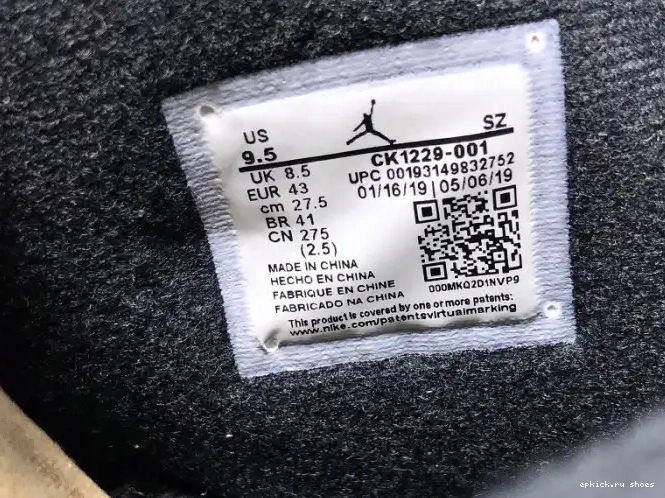 US SZ
9.5 CK1229-001
UK 8.5 UPC 00193149832752
EUR 43 01/16/19 | 05/06/19
cm 27.5
BR 41
CN 275
(2.5)
MADE IN CHINA
HECHO EN CHINA
FABRIQUE EN CHINE
FABRICADO NA CHINA
000MKQ2D1NVP9
This product is covered by one or more patents:
www.nike.com/patentsvirtualmarking
epkick.ru shoes